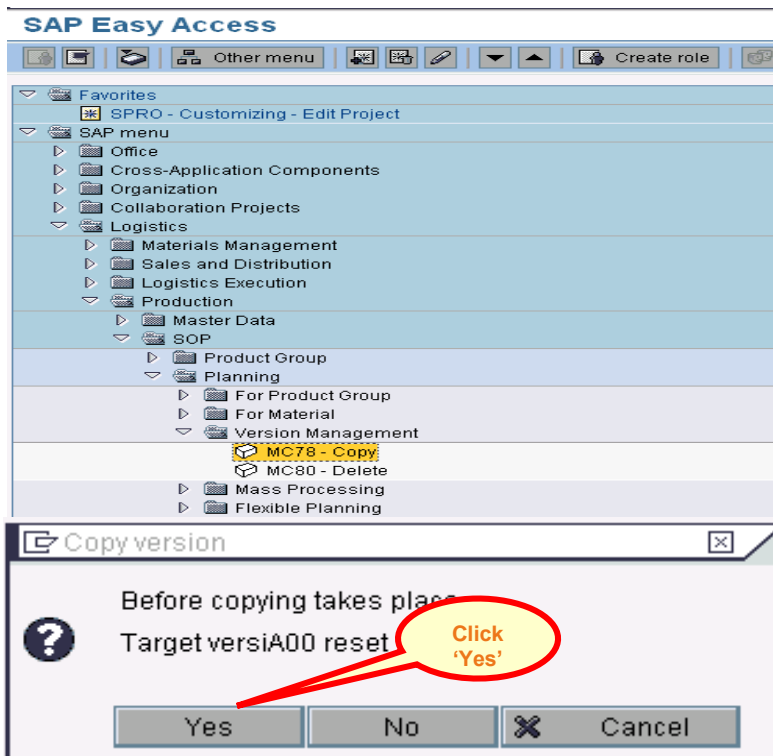 SAP Easy Access
Other menu Create role
Favorites
SPRO - Customizing - Edit Project
SAP menu
Office
Cross-Application Components
Organization
Collaboration Projects
Logistics
Materials Management
Sales and Distribution
Logistics Execution
Production
Master Data
SOP
Product Group
Planning
For Product Group
For Material
Version Management
MC78 - Copy
MC80 - Delete
Mass Processing
Flexible Planning
Copy version
Before copying takes
Target versiA00 reset
Click
‘Yes’
Yes No Cancel